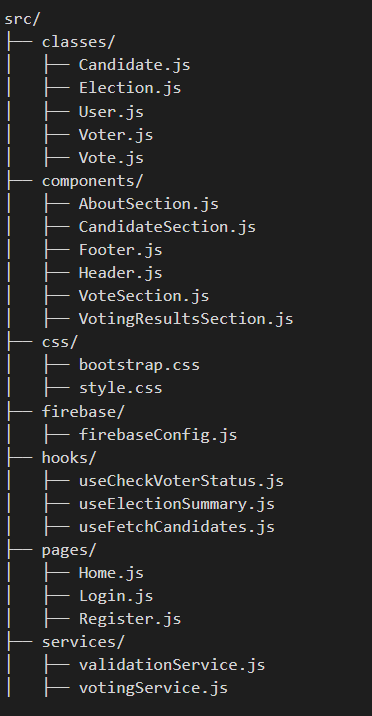 src/
├── classes/
│   ├── Candidate.js
│   ├── Election.js
│   ├── User.js
│   ├── Voter.js
│   ├── Vote.js
├── components/
│   ├── AboutSection.js
│   ├── CandidateSection.js
│   ├── Footer.js
│   ├── Header.js
│   ├── VoteSection.js
│   ├── VotingResultsSection.js
├── css/
│   ├── bootstrap.css
│   ├── style.css
├── firebase/
│   ├── firebaseConfig.js
├── hooks/
│   ├── useCheckVoterStatus.js
│   ├── useElectionSummary.js
│   ├── useFetchCandidates.js
├── pages/
│   ├── Home.js
│   ├── Login.js
│   ├── Register.js
├── services/
│   ├── validationService.js
│   ├── votingService.js